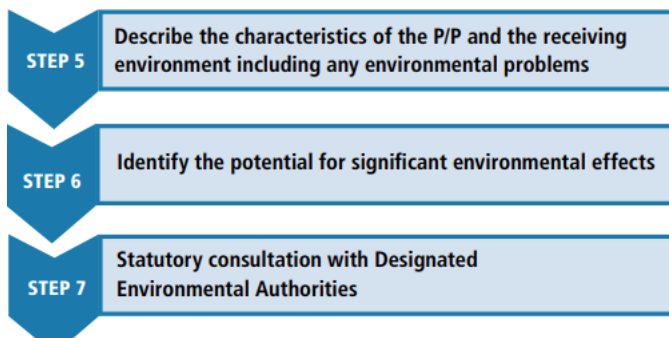 STEP 5
Describe the characteristics of the P/P and the receiving
environment including any environmental problems
STEP 6
Identify the potential for significant environmental effects
STEP 7
Statutory consultation with Designated
Environmental Authorities